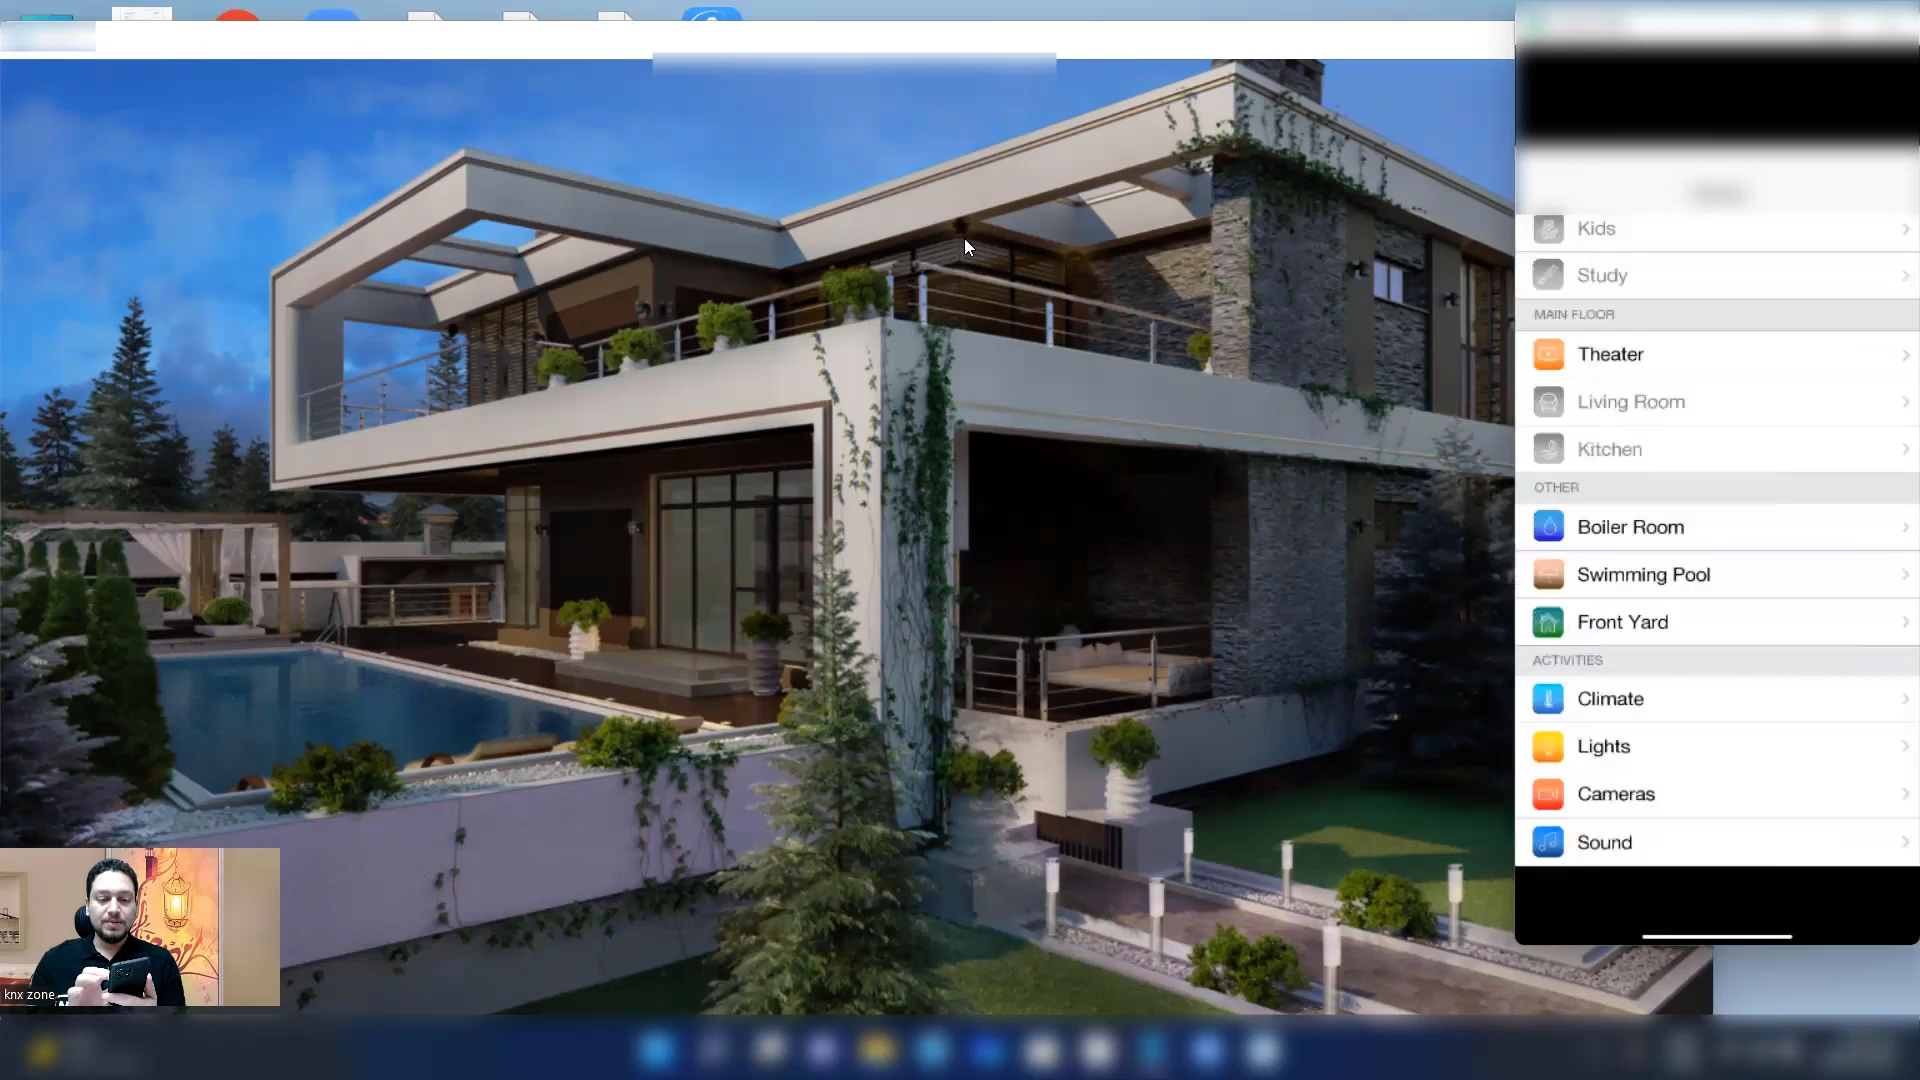 Kids
Study
MAIN FLOOR
Theater
Living Room
Kitchen
OTHER
Boiler Room
Swimming Pool
Front Yard
ACTIVITIES
Climate
Lights
Cameras
Sound
knx zone